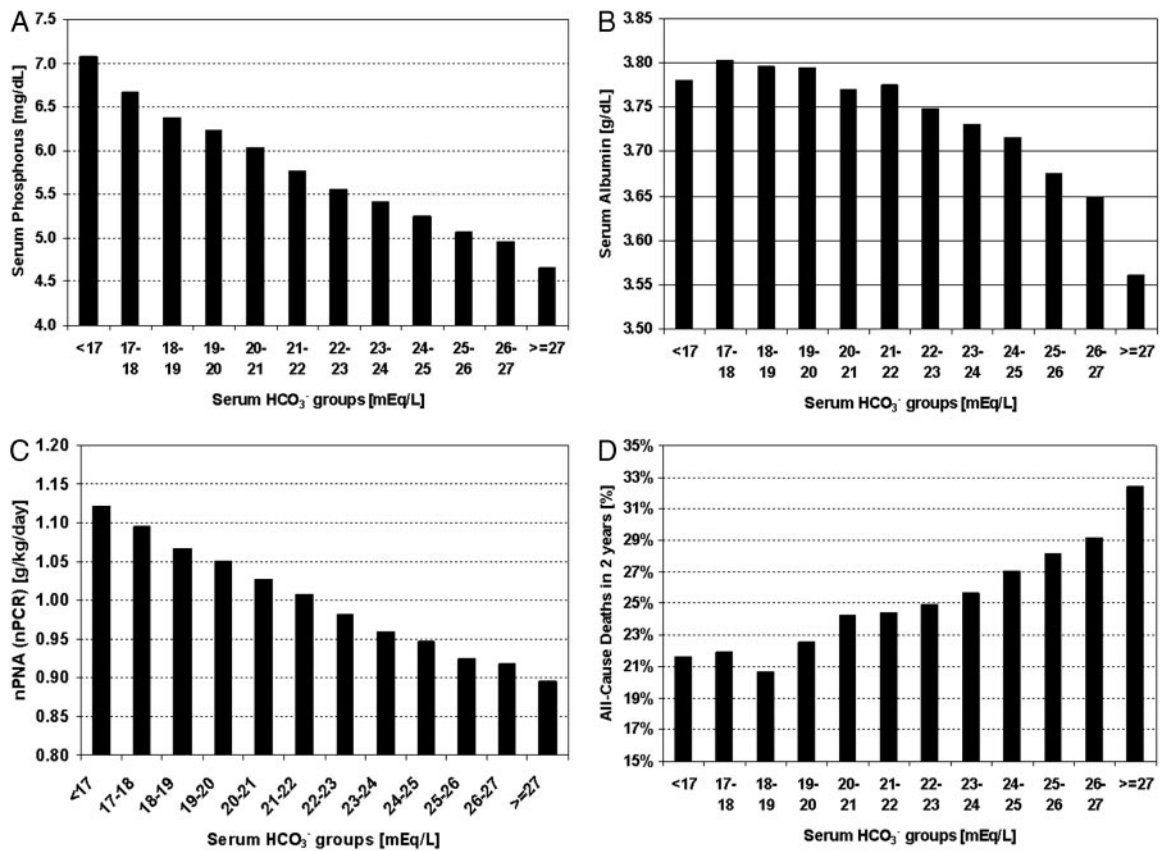 A
Serum Phosphorus [mg/dL]
7.5
7.0
6.5
6.0
5.5
5.0
4.5
4.0
<17 17- 18- 19- 20- 21- 22- 23- 24- 25- 26- >=27
18 19 20 21 22 23 24 25 26 27
Serum HCO₃⁻ groups [mEq/L]
B
Serum Albumin [g/dL]
3.85
3.80
3.75
3.70
3.65
3.60
3.55
3.50
<17 17- 18- 19- 20- 21- 22- 23- 24- 25- 26- >=27
18 19 20 21 22 23 24 25 26 27
Serum HCO₃⁻ groups [mEq/L]
C
nPNA (nPCR) [g/kg/day]
1.20
1.15
1.10
1.05
1.00
0.95
0.90
0.85
0.80
<17 17-18 18-19 19-20 20-21 21-22 22-23 23-24 24-25 25-26 26-27 >=27
Serum HCO₃⁻ groups [mEq/L]
D
All-Cause Deaths in 2 years [%]
35%
33%
31%
29%
27%
25%
23%
21%
19%
17%
15%
<17 17- 18- 19- 20- 21- 22- 23- 24- 25- 26- >=27
18 19 20 21 22 23 24 25 26 27
Serum HCO₃⁻ groups [mEq/L]